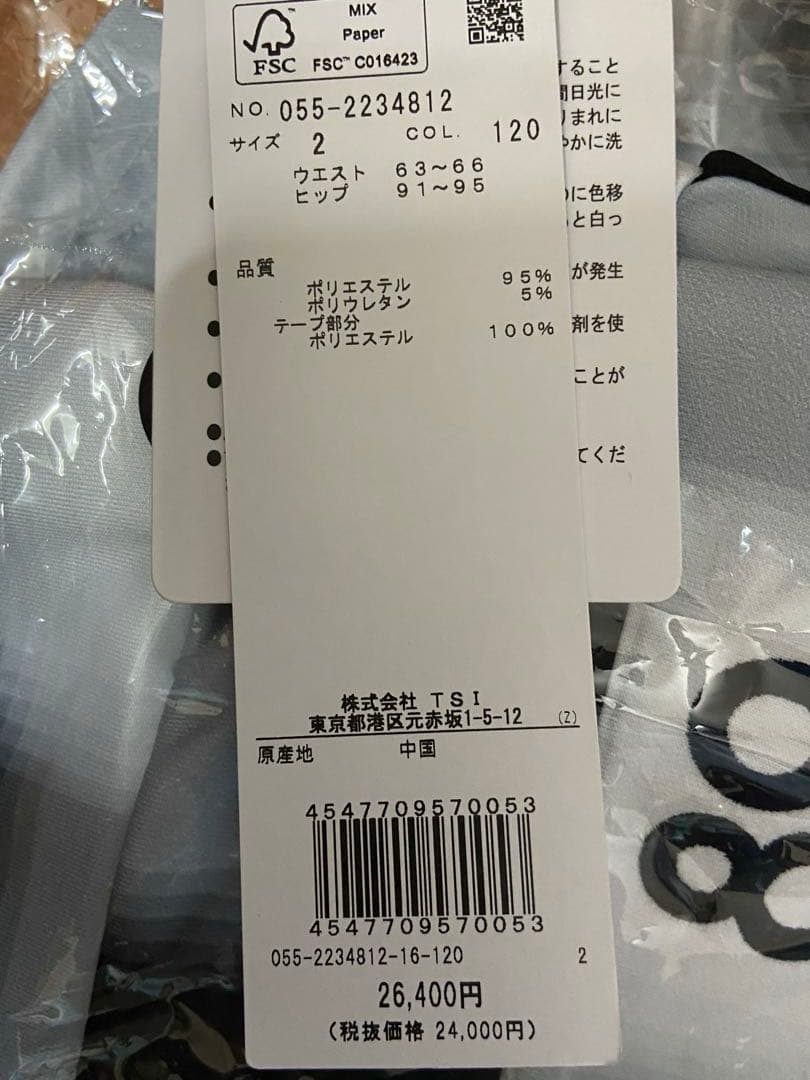 MIX
Paper
FSC™ C016423
FSC™
NO. 055-2234812
サイズ 2 COL. 120
ウエスト 63～66
ヒップ 91～95
品質
ポリエステル 95%
ポリウレタン 5%
テープ部分
ポリエステル 100%
株式会社 TSI
東京都港区元赤坂1-5-12 (Z)
原産地 中国
4547709570053
4547709570053
055-2234812-16-120 2
26,400円
(税抜価格 24,000円)
すること
間日光に
まれに
やかに洗
に色移
と白っ
が発生
剤を使
ことが
てくだ
8